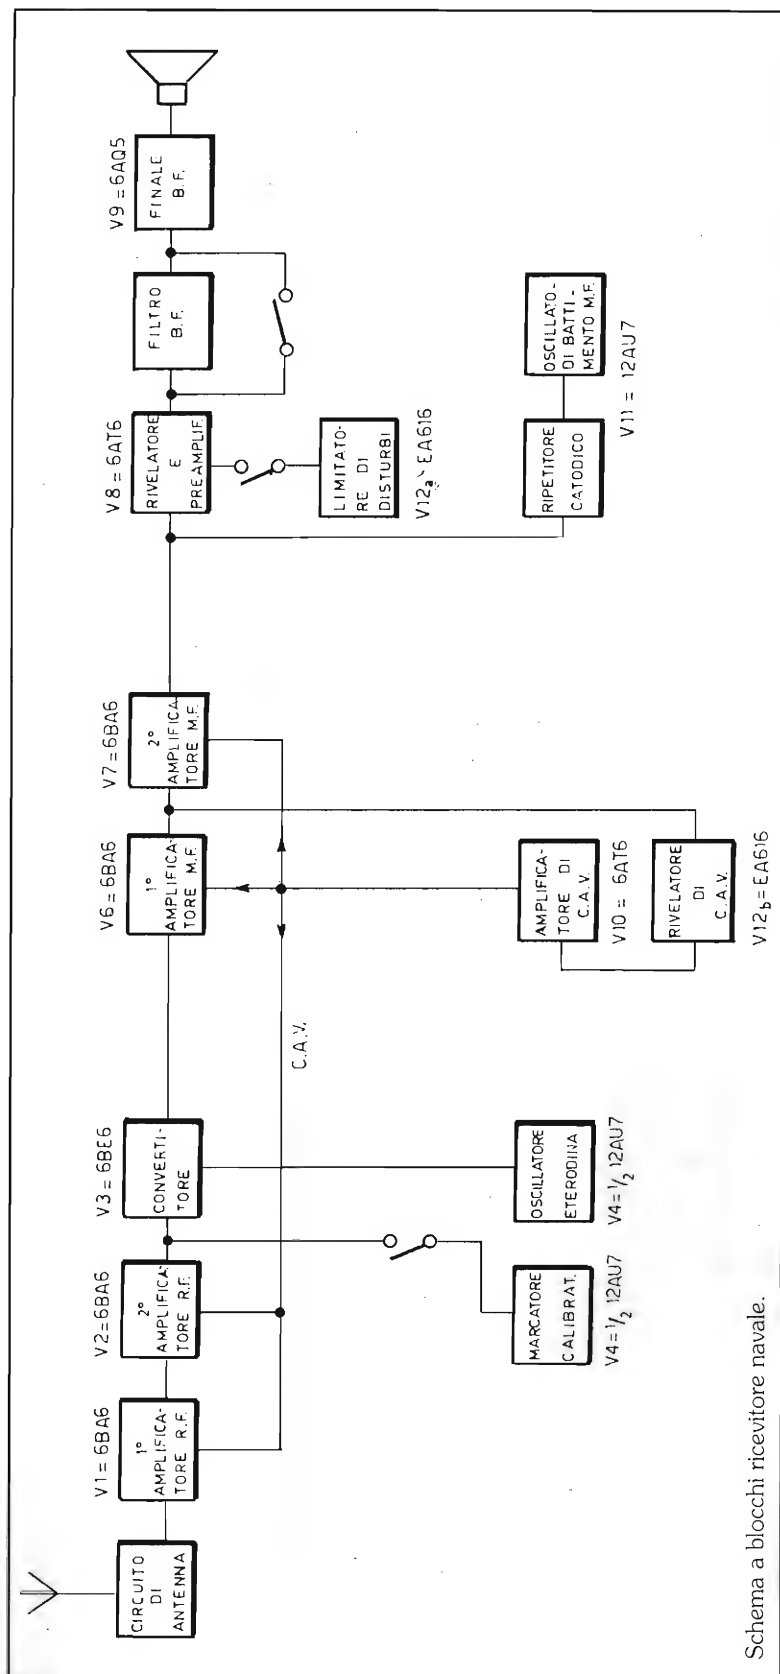 CIRCUITO
DI
ANTENNA
V1=6BA6
1°
AMPLIFICA-
TORE R.F.
V2=6BA6
2°
AMPLIFICA
TORE R.F.
V3=6BE6
CONVERTI-
TORE
V6=6BA6
1°
AMPLIFICA-
TORE M.F.
V7=6BA6
2°
AMPLIFICA
TORE M.F.
V8=6AT6
RIVELATORE
E
PREAMPLIF.
FILTRO
B.F.
V9=6AQ5
FINALE
B.F.
C.A.V.
LIMITATO-
RE DI
DISTURBI
V12a EA616
MARCATORE
CALIBRAT.
V4=1/2 12AU7
OSCILLATORE
ETERODINA
V4=1/2 12AU7
AMPLIFICA-
TORE DI
C.A.V.
V10 = 6AT6
RIVELATORE
DI
C.A.V.
V12b=EA616
RIPETITORE
CATODICO
OSCILLATO-
DI BATTI-
MENTO M.F.
V11 = 12AU7
Schema a blocchi ricevitore navale.